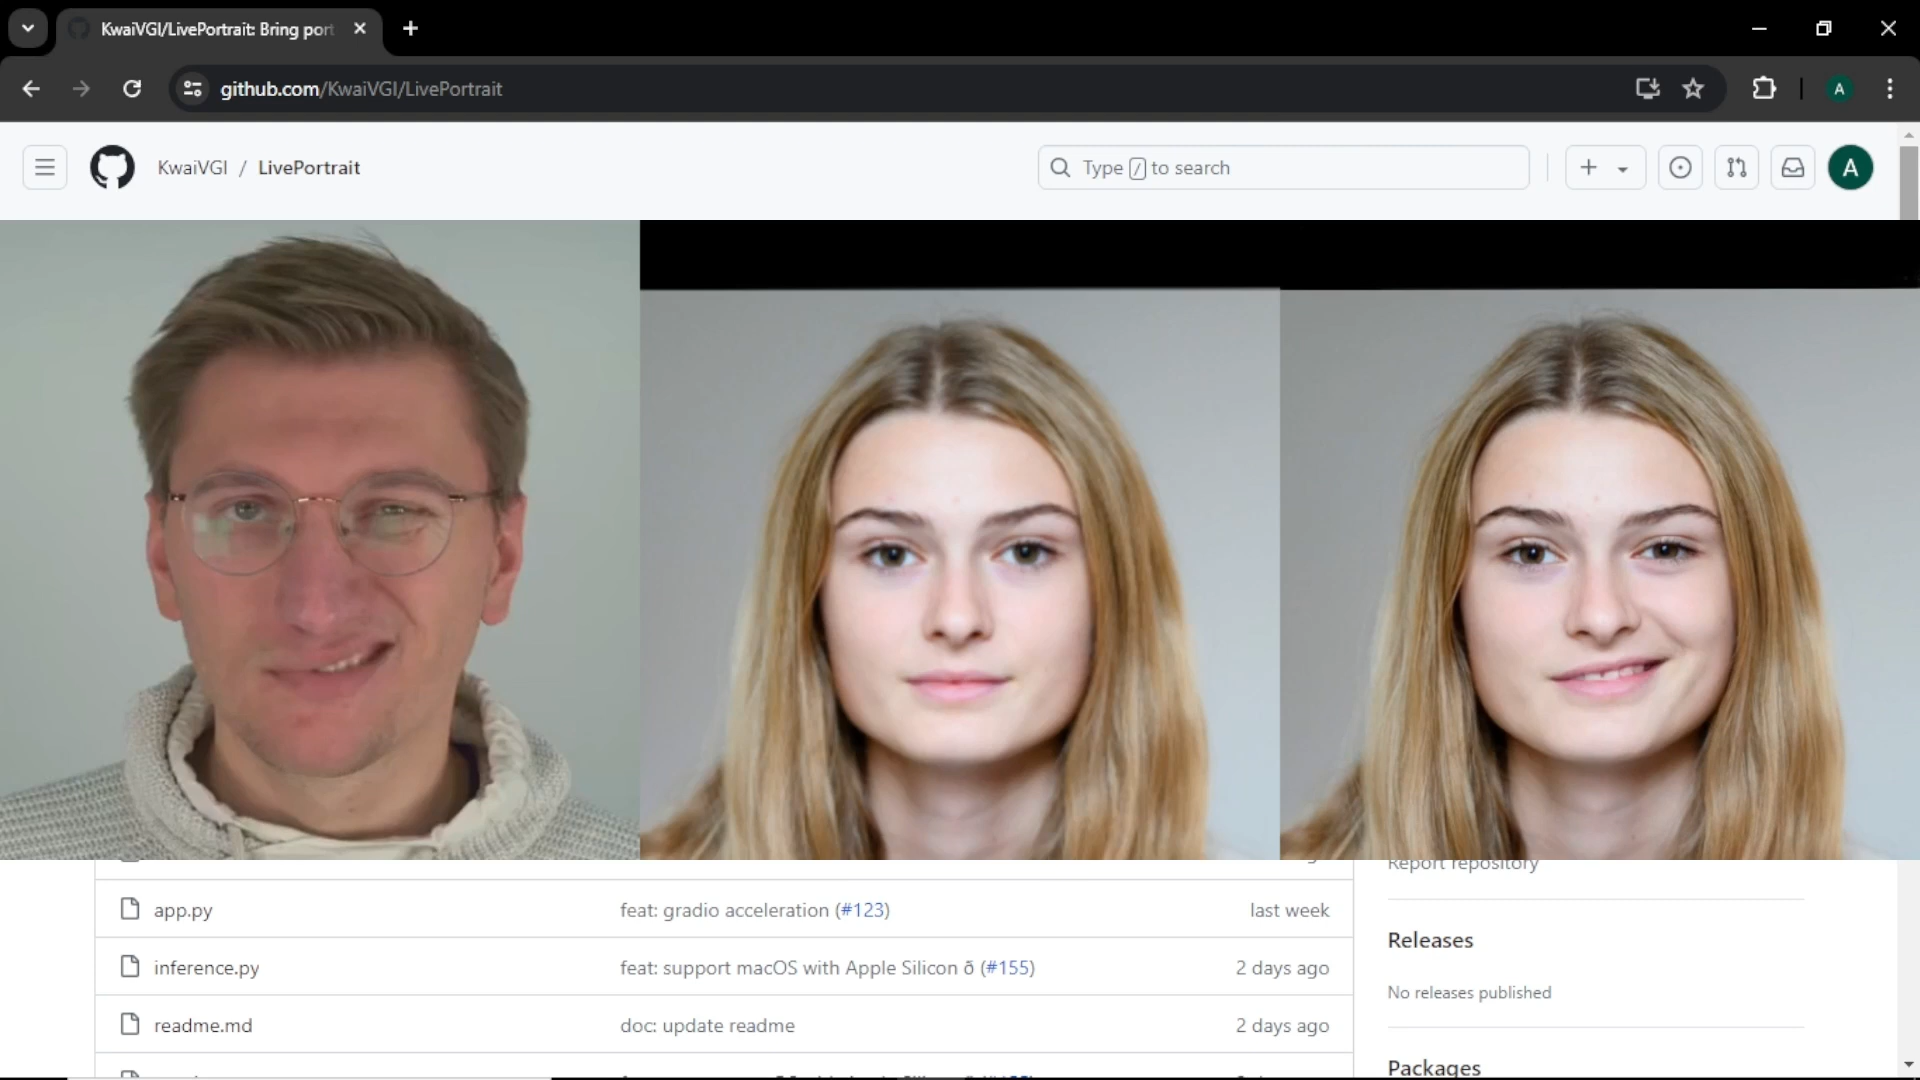 KwaiVGI/LivePortrait: Bring port
github.com/KwaiVGI/LivePortrait
A
KwaiVGI / LivePortrait
Type / to search
A
Report repository
app.py feat: gradio acceleration (#123) last week
Releases
inference.py feat: support macOS with Apple Silicon ð (#155) 2 days ago
No releases published
readme.md doc: update readme 2 days ago
Packages